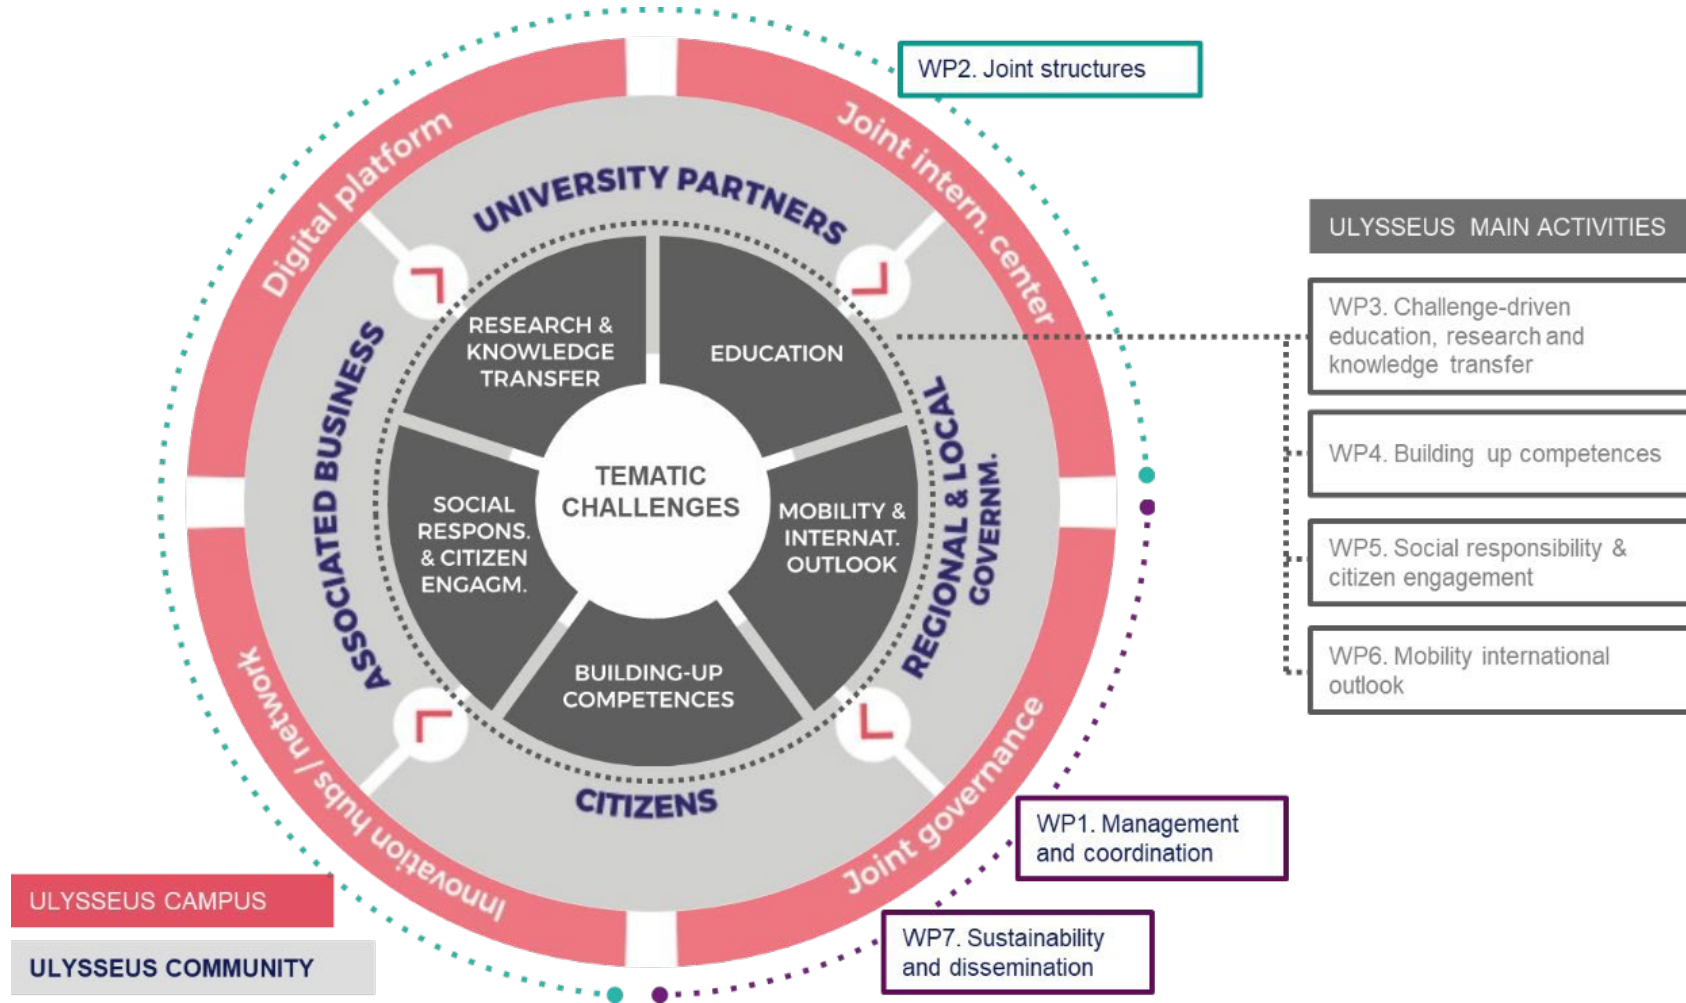 WP2. Joint structures
Digital platform
Joint intern. center
UNIVERSITY PARTNERS
ULYSSEUS MAIN ACTIVITIES
WP3. Challenge-driven
education, research and
knowledge transfer
WP4. Building up competences
WP5. Social responsibility &
citizen engagement
WP6. Mobility international
outlook
RESEARCH &
KNOWLEDGE
TRANSFER
EDUCATION
ASSOCIATED BUSINESS
REGIONAL & LOCAL
GOVERNM.
TEMATIC
CHALLENGES
SOCIAL
RESPONS.
& CITIZEN
ENGAGM.
MOBILITY &
INTERNAT.
OUTLOOK
BUILDING-UP
COMPETENCES
CITIZENS
Innovation hubs / network
Joint governance
WP1. Management
and coordination
WP7. Sustainability
and dissemination
ULYSSEUS CAMPUS
ULYSSEUS COMMUNITY